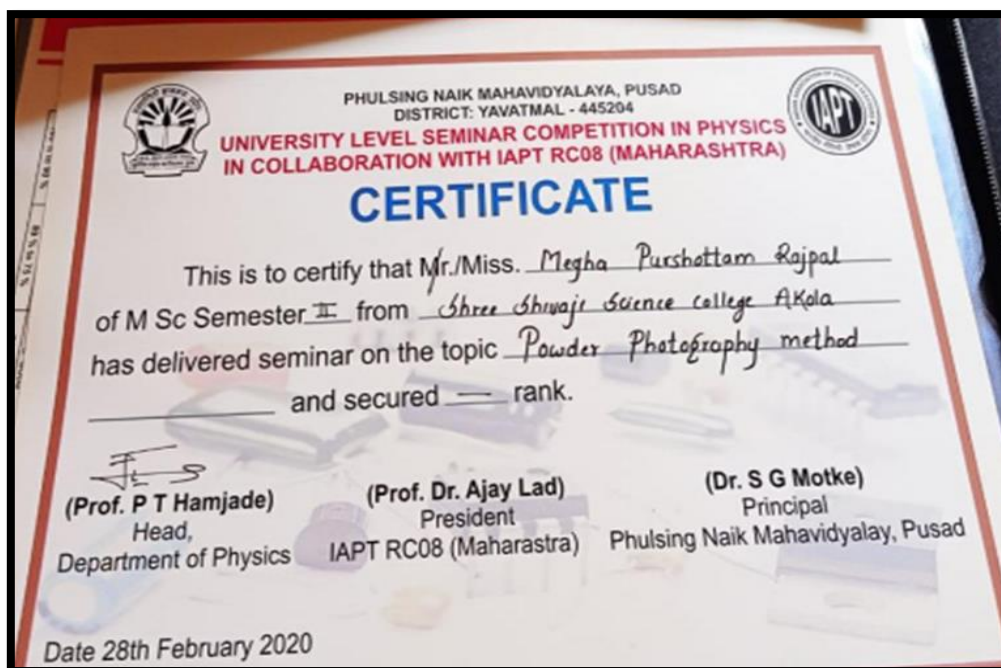 PHULSING NAIK MAHAVIDYALAYA, PUSAD
DISTRICT: YAVATMAL - 445204
UNIVERSITY LEVEL SEMINAR COMPETITION IN PHYSICS
IN COLLABORATION WITH IAPT RC08 (MAHARASHTRA)
IAPT
CERTIFICATE
This is to certify that Mr./Miss. Megha Purshottam Rajpal
of M Sc Semester II from Shree Shivaji Science College Akola
has delivered seminar on the topic Powder Photography method
and secured — rank.
(Prof. P T Hamjade)
Head,
Department of Physics
(Prof. Dr. Ajay Lad)
President
IAPT RC08 (Maharastra)
(Dr. S G Motke)
Principal
Phulsing Naik Mahavidyalay, Pusad
Date 28th February 2020